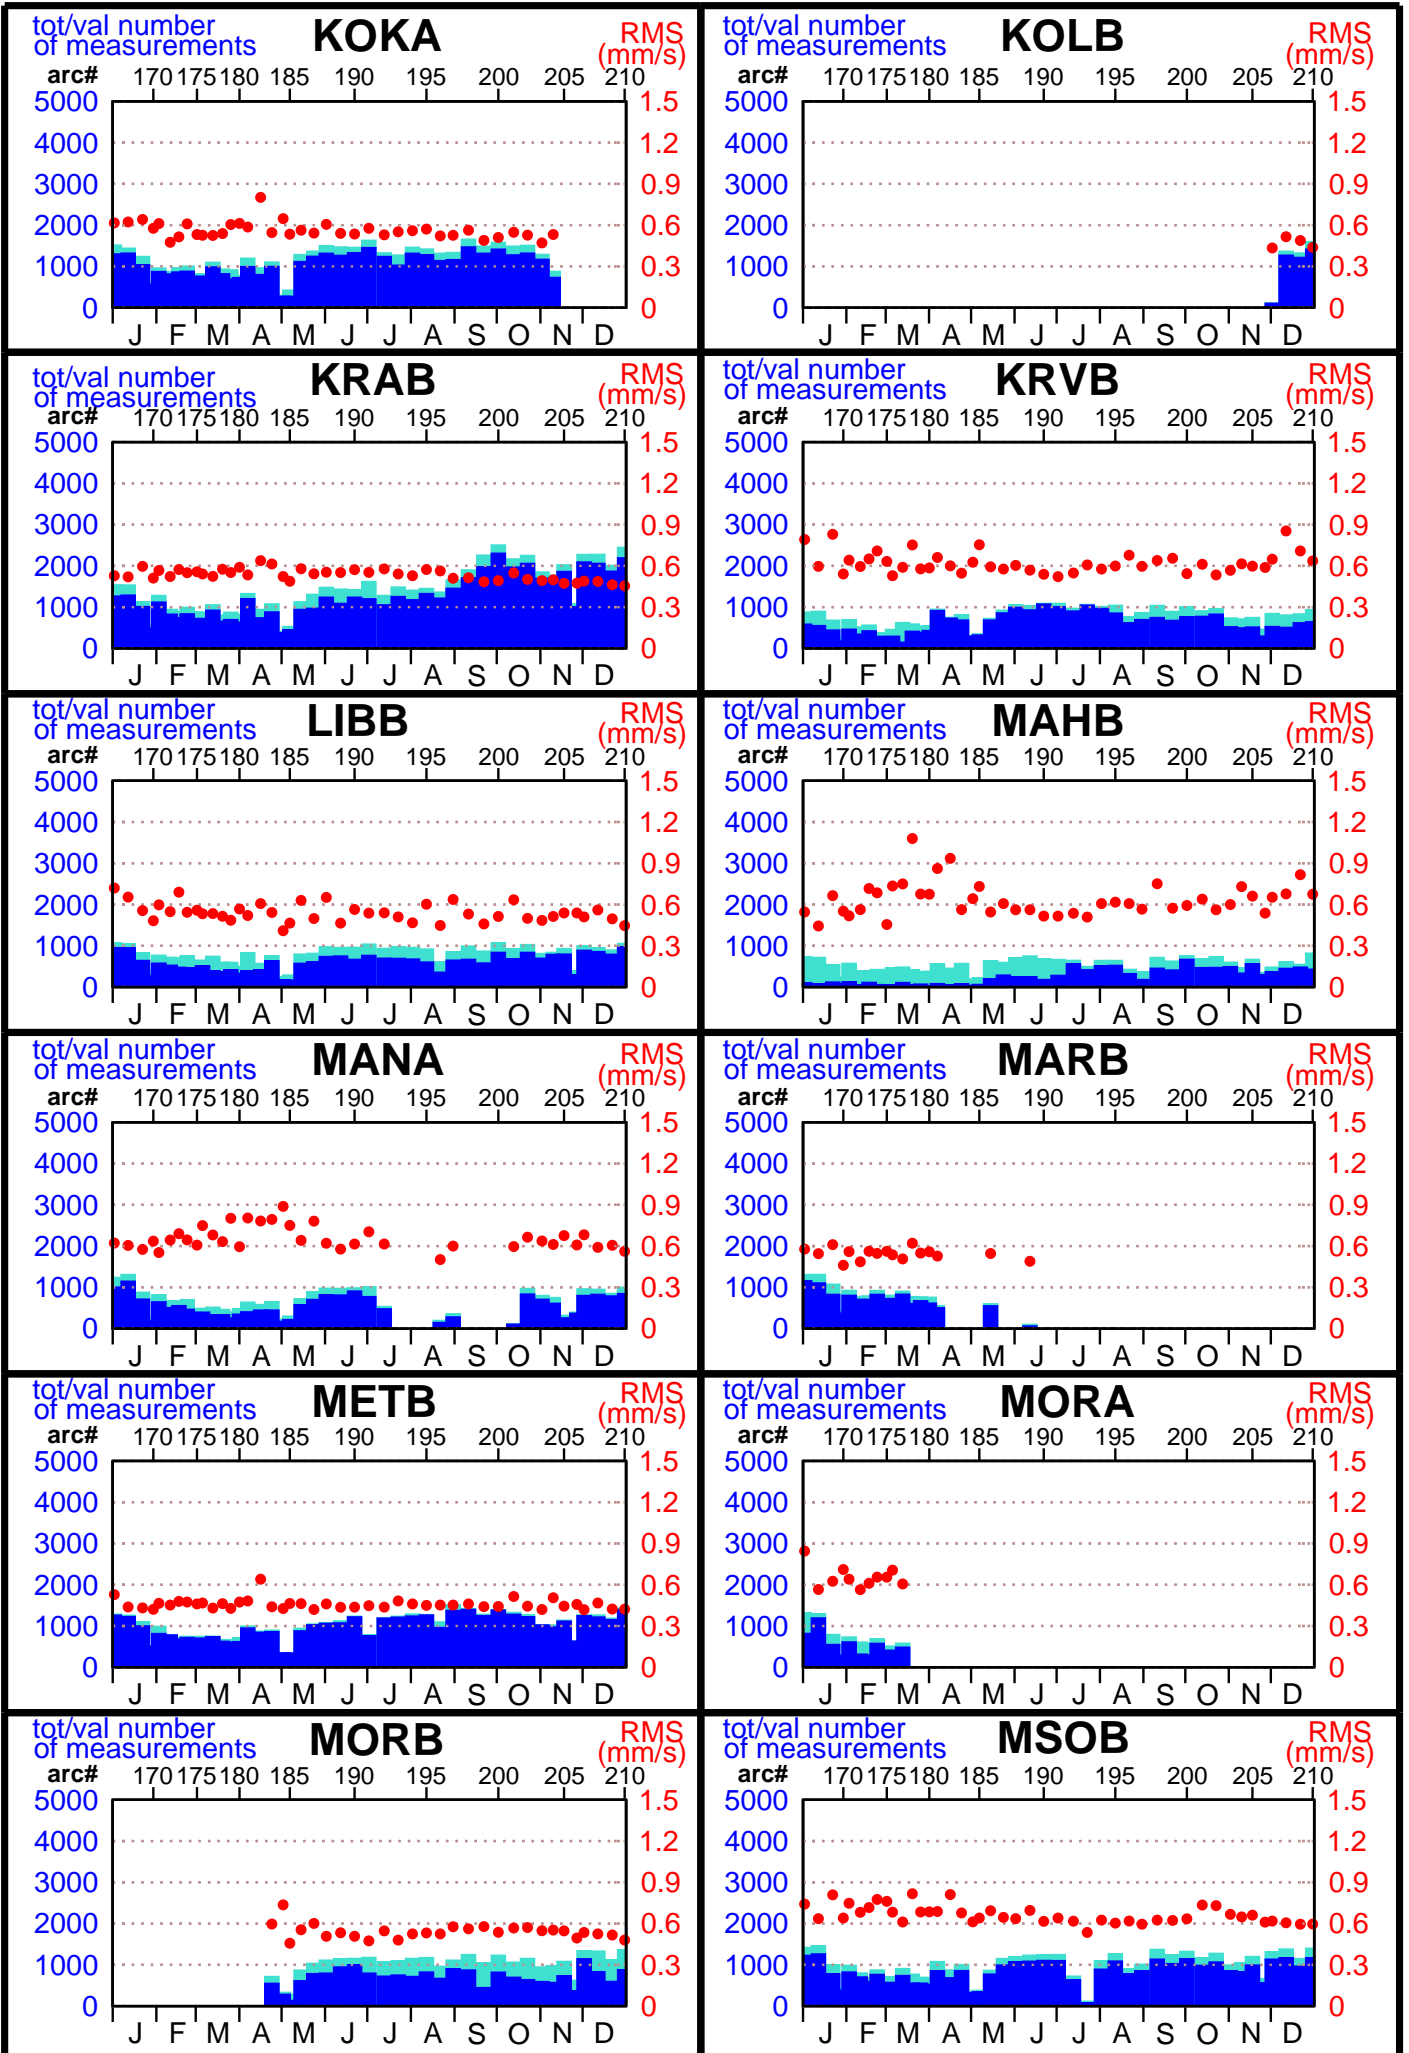 tot/val number of measurements KOKA RMS (mm/s)
arc# 170 175 180 185 190 195 200 205 210
5000 1.5
4000 1.2
3000 0.9
2000 0.6
1000 0.3
0 0
J F M A M J J A S O N D
tot/val number of measurements KOLB RMS (mm/s)
arc# 170 175 180 185 190 195 200 205 210
5000 1.5
4000 1.2
3000 0.9
2000 0.6
1000 0.3
0 0
J F M A M J J A S O N D
tot/val number of measurements KRAB RMS (mm/s)
arc# 170 175 180 185 190 195 200 205 210
5000 1.5
4000 1.2
3000 0.9
2000 0.6
1000 0.3
0 0
J F M A M J J A S O N D
tot/val number of measurements KRVB RMS (mm/s)
arc# 170 175 180 185 190 195 200 205 210
5000 1.5
4000 1.2
3000 0.9
2000 0.6
1000 0.3
0 0
J F M A M J J A S O N D
tot/val number of measurements LIBB RMS (mm/s)
arc# 170 175 180 185 190 195 200 205 210
5000 1.5
4000 1.2
3000 0.9
2000 0.6
1000 0.3
0 0
J F M A M J J A S O N D
tot/val number of measurements MAHB RMS (mm/s)
arc# 170 175 180 185 190 195 200 205 210
5000 1.5
4000 1.2
3000 0.9
2000 0.6
1000 0.3
0 0
J F M A M J J A S O N D
tot/val number of measurements MANA RMS (mm/s)
arc# 170 175 180 185 190 195 200 205 210
5000 1.5
4000 1.2
3000 0.9
2000 0.6
1000 0.3
0 0
J F M A M J J A S O N D
tot/val number of measurements MARB RMS (mm/s)
arc# 170 175 180 185 190 195 200 205 210
5000 1.5
4000 1.2
3000 0.9
2000 0.6
1000 0.3
0 0
J F M A M J J A S O N D
tot/val number of measurements METB RMS (mm/s)
arc# 170 175 180 185 190 195 200 205 210
5000 1.5
4000 1.2
3000 0.9
2000 0.6
1000 0.3
0 0
J F M A M J J A S O N D
tot/val number of measurements MORA RMS (mm/s)
arc# 170 175 180 185 190 195 200 205 210
5000 1.5
4000 1.2
3000 0.9
2000 0.6
1000 0.3
0 0
J F M A M J J A S O N D
tot/val number of measurements MORB RMS (mm/s)
arc# 170 175 180 185 190 195 200 205 210
5000 1.5
4000 1.2
3000 0.9
2000 0.6
1000 0.3
0 0
J F M A M J J A S O N D
tot/val number of measurements MSOB RMS (mm/s)
arc# 170 175 180 185 190 195 200 205 210
5000 1.5
4000 1.2
3000 0.9
2000 0.6
1000 0.3
0 0
J F M A M J J A S O N D